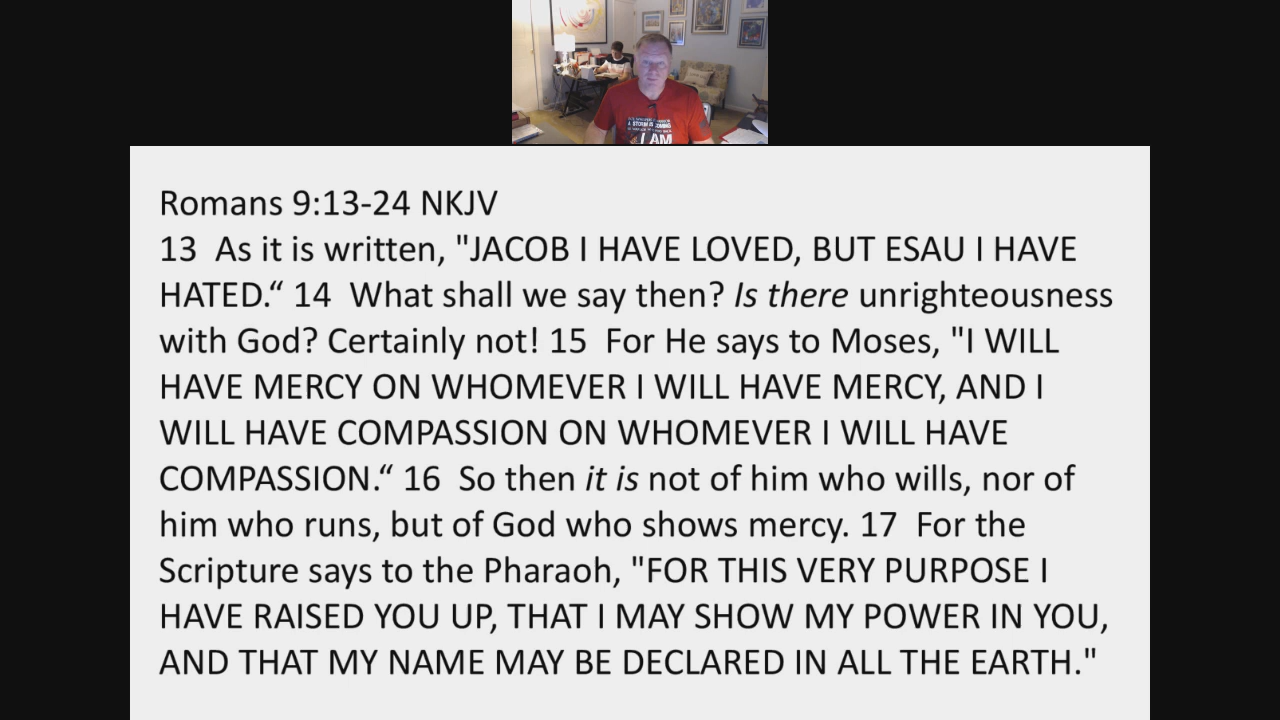 A STORM IS COMING
I AM
Romans 9:13-24 NKJV
13  As it is written, "JACOB I HAVE LOVED, BUT ESAU I HAVE
HATED.“ 14  What shall we say then? Is there unrighteousness
with God? Certainly not! 15  For He says to Moses, "I WILL
HAVE MERCY ON WHOMEVER I WILL HAVE MERCY, AND I
WILL HAVE COMPASSION ON WHOMEVER I WILL HAVE
COMPASSION.“ 16  So then it is not of him who wills, nor of
him who runs, but of God who shows mercy. 17  For the
Scripture says to the Pharaoh, "FOR THIS VERY PURPOSE I
HAVE RAISED YOU UP, THAT I MAY SHOW MY POWER IN YOU,
AND THAT MY NAME MAY BE DECLARED IN ALL THE EARTH."